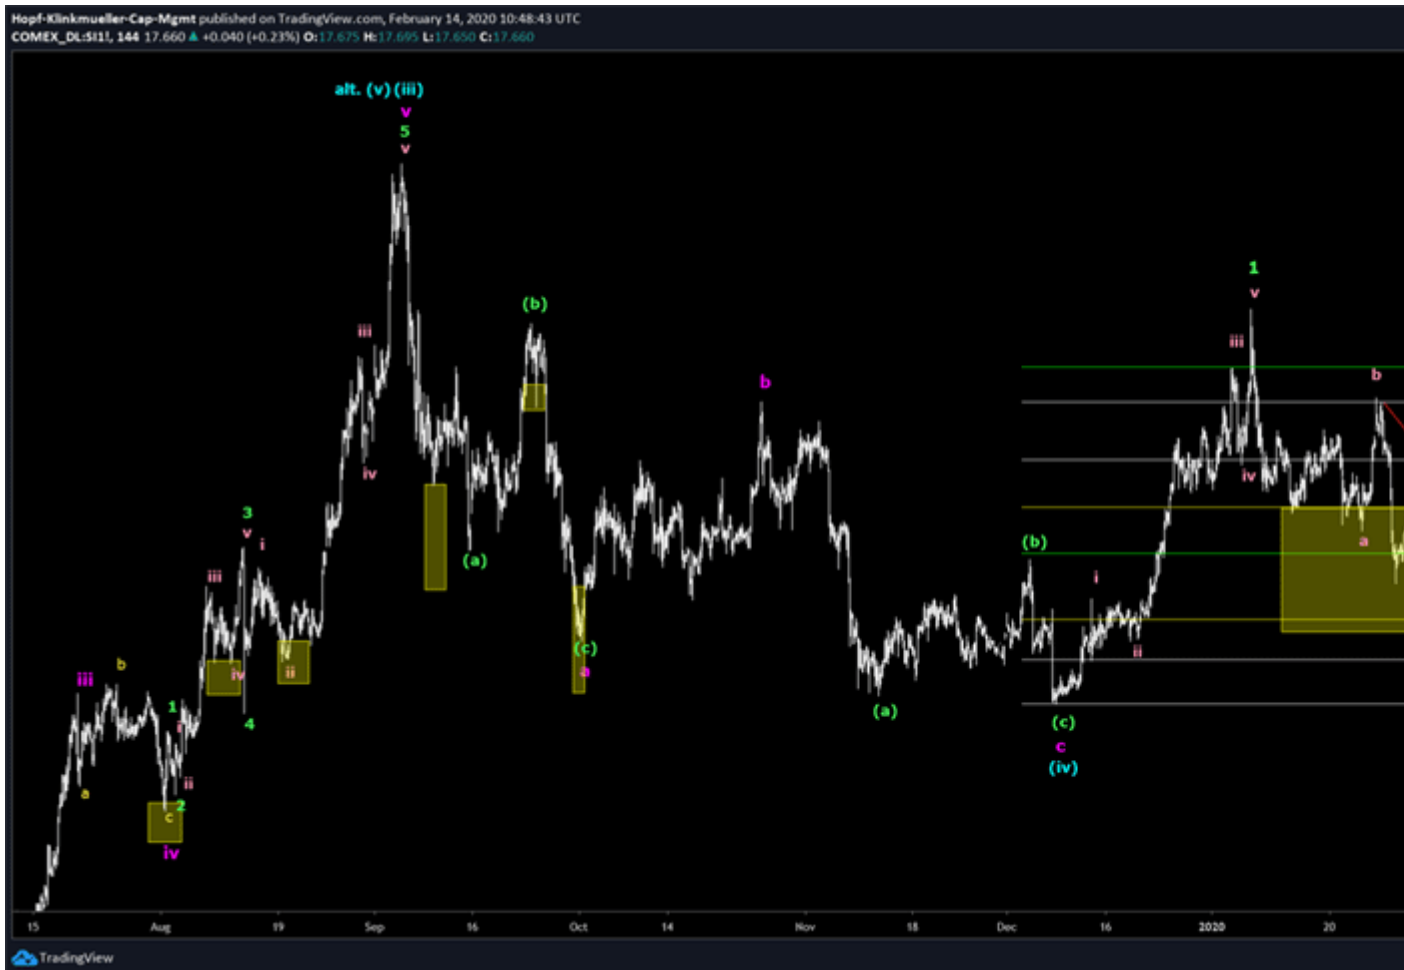 Hopf-Klinkmueller-Cap-Mgmt published on TradingView.com, February 14, 2020 10:48:43 UTC
COMEX_DL:SI1!, 144 17.660 ▲ +0.040 (+0.23%) O:17.675 H:17.695 L:17.650 C:17.660
alt. (v)(iii)
v
5
v
1
v
(b)
iii
iii
b
b
iv
iv
3
v
i
a
(b)
(a)
iii
i
(c)
ii
b
iv
ii
a
iii
1
(a)
i
4
(c)
c
(iv)
ii
a
2
c
iv
15 Aug 19 Sep 16 Oct 14 Nov 18 Dec 16 2020 20
TradingView